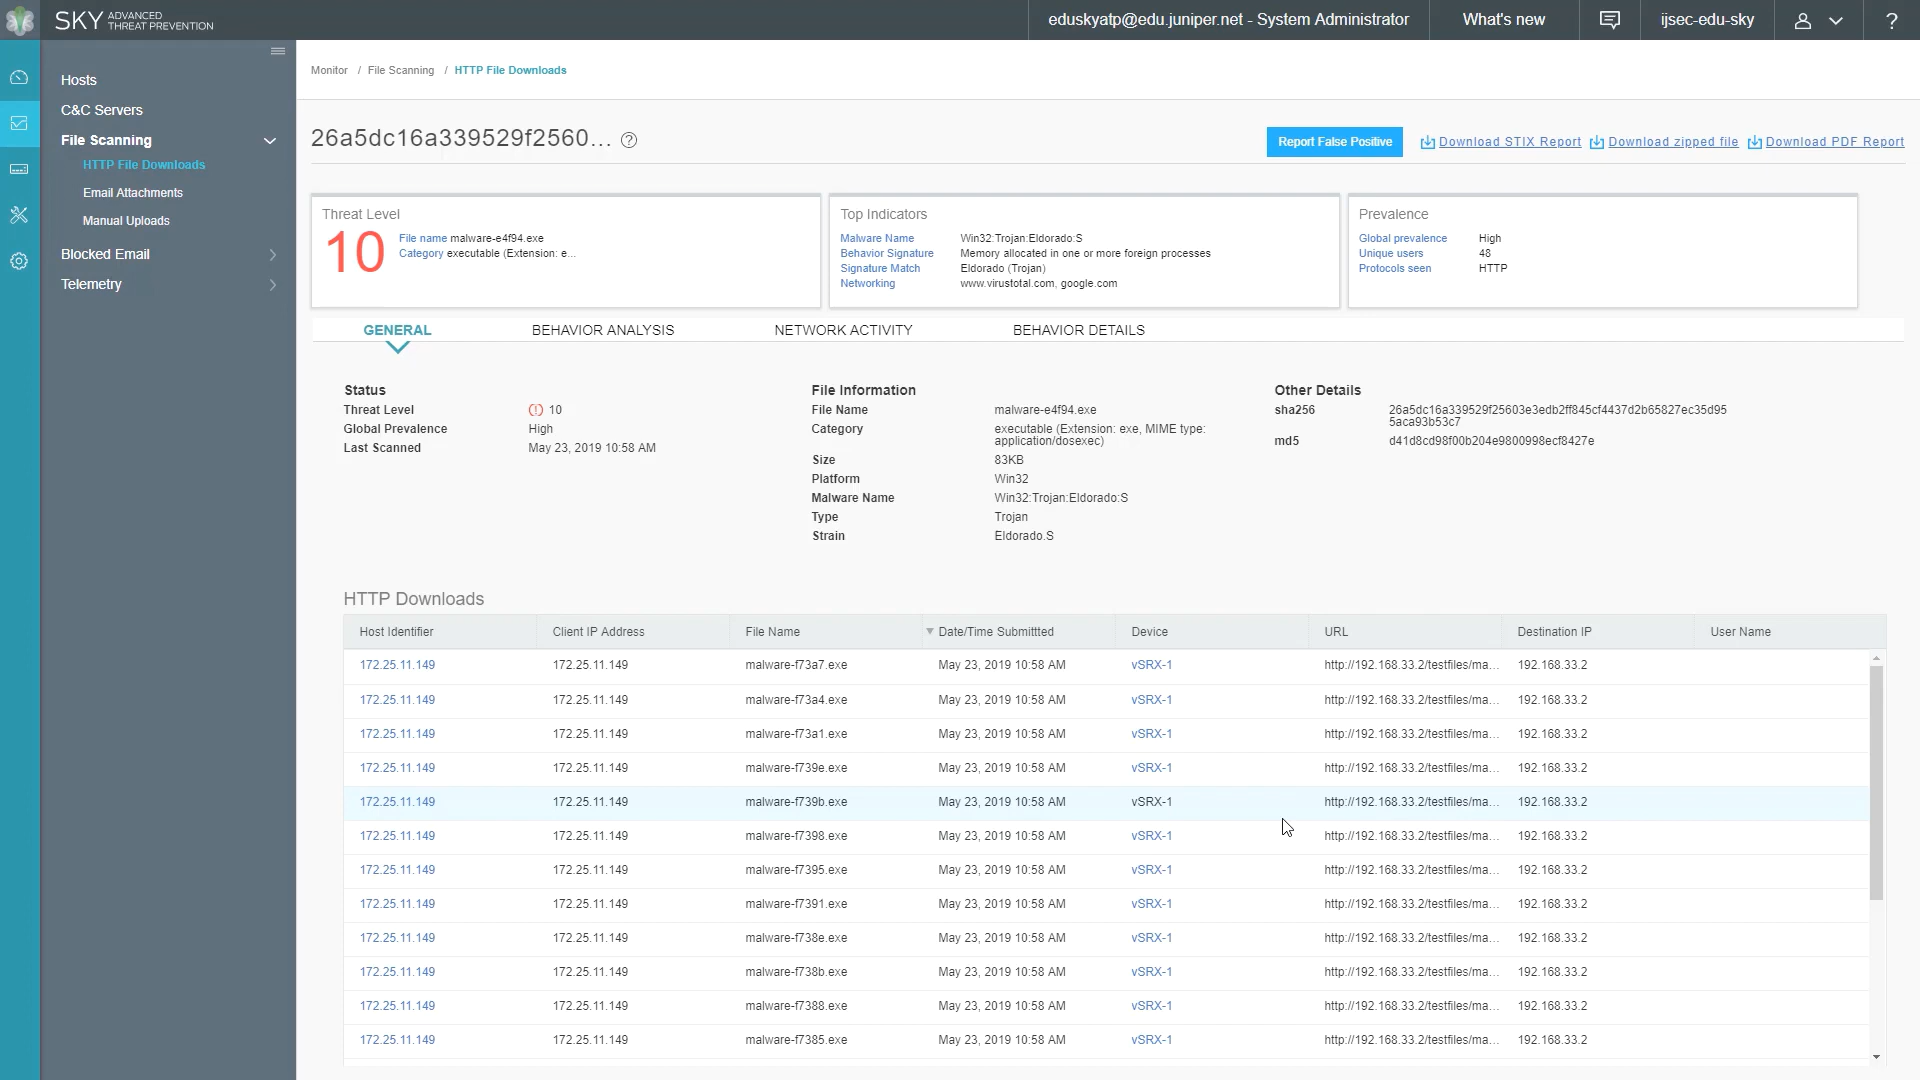 SKY ADVANCED THREAT PREVENTION
eduskyatp@edu.juniper.net - System Administrator
What's new
ijsec-edu-sky
?
Hosts
C&C Servers
File Scanning
HTTP File Downloads
Email Attachments
Manual Uploads
Blocked Email
Telemetry
Monitor / File Scanning / HTTP File Downloads
26a5dc16a339529f2560... ?
Report False Positive
Download STIX Report
Download zipped file
Download PDF Report
Threat Level
10
File name malware-e4f94.exe
Category executable (Extension: e...
Top Indicators
Malware Name Win32:Trojan:Eldorado:S
Behavior Signature Memory allocated in one or more foreign processes
Signature Match Eldorado (Trojan)
Networking www.virustotal.com, google.com
Prevalence
Global prevalence High
Unique users 48
Protocols seen HTTP
GENERAL BEHAVIOR ANALYSIS NETWORK ACTIVITY BEHAVIOR DETAILS
Status
Threat Level 10
Global Prevalence High
Last Scanned May 23, 2019 10:58 AM
File Information
File Name malware-e4f94.exe
Category executable (Extension: exe, MIME type:
application/dosexec)
Size 83KB
Platform Win32
Malware Name Win32:Trojan:Eldorado:S
Type Trojan
Strain Eldorado.S
Other Details
sha256 26a5dc16a339529f25603e3edb2ff845cf4437d2b65827ec35d95
5aca93b53c7
md5 d41d8cd98f00b204e9800998ecf8427e
HTTP Downloads
Host Identifier Client IP Address File Name Date/Time Submittted Device URL Destination IP User Name
172.25.11.149 172.25.11.149 malware-f73a7.exe May 23, 2019 10:58 AM vSRX-1 http://192.168.33.2/testfiles/ma... 192.168.33.2
172.25.11.149 172.25.11.149 malware-f73a4.exe May 23, 2019 10:58 AM vSRX-1 http://192.168.33.2/testfiles/ma... 192.168.33.2
172.25.11.149 172.25.11.149 malware-f73a1.exe May 23, 2019 10:58 AM vSRX-1 http://192.168.33.2/testfiles/ma... 192.168.33.2
172.25.11.149 172.25.11.149 malware-f739e.exe May 23, 2019 10:58 AM vSRX-1 http://192.168.33.2/testfiles/ma... 192.168.33.2
172.25.11.149 172.25.11.149 malware-f739b.exe May 23, 2019 10:58 AM vSRX-1 http://192.168.33.2/testfiles/ma... 192.168.33.2
172.25.11.149 172.25.11.149 malware-f7398.exe May 23, 2019 10:58 AM vSRX-1 http://192.168.33.2/testfiles/ma... 192.168.33.2
172.25.11.149 172.25.11.149 malware-f7395.exe May 23, 2019 10:58 AM vSRX-1 http://192.168.33.2/testfiles/ma... 192.168.33.2
172.25.11.149 172.25.11.149 malware-f7391.exe May 23, 2019 10:58 AM vSRX-1 http://192.168.33.2/testfiles/ma... 192.168.33.2
172.25.11.149 172.25.11.149 malware-f738e.exe May 23, 2019 10:58 AM vSRX-1 http://192.168.33.2/testfiles/ma... 192.168.33.2
172.25.11.149 172.25.11.149 malware-f738b.exe May 23, 2019 10:58 AM vSRX-1 http://192.168.33.2/testfiles/ma... 192.168.33.2
172.25.11.149 172.25.11.149 malware-f7388.exe May 23, 2019 10:58 AM vSRX-1 http://192.168.33.2/testfiles/ma... 192.168.33.2
172.25.11.149 172.25.11.149 malware-f7385.exe May 23, 2019 10:58 AM vSRX-1 http://192.168.33.2/testfiles/ma... 192.168.33.2